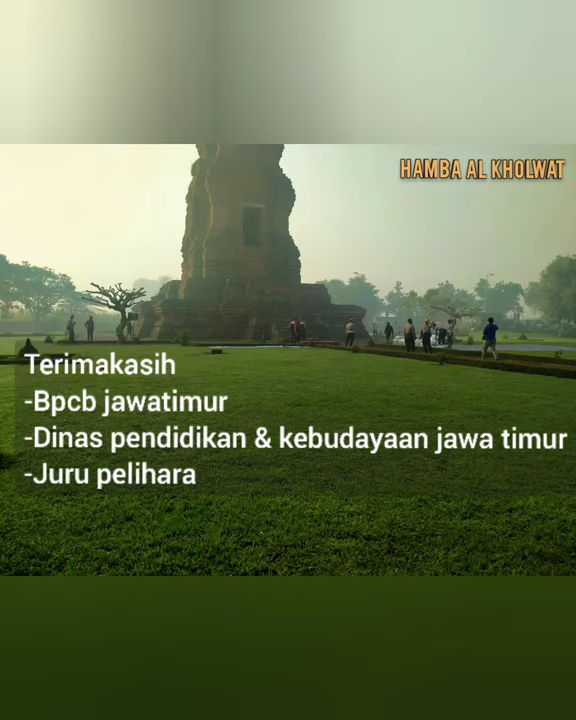 HAMBA AL KHOLWAT
Terimakasih
-Bpcb jawatimur
-Dinas pendidikan & kebudayaan jawa timur
-Juru pelihara